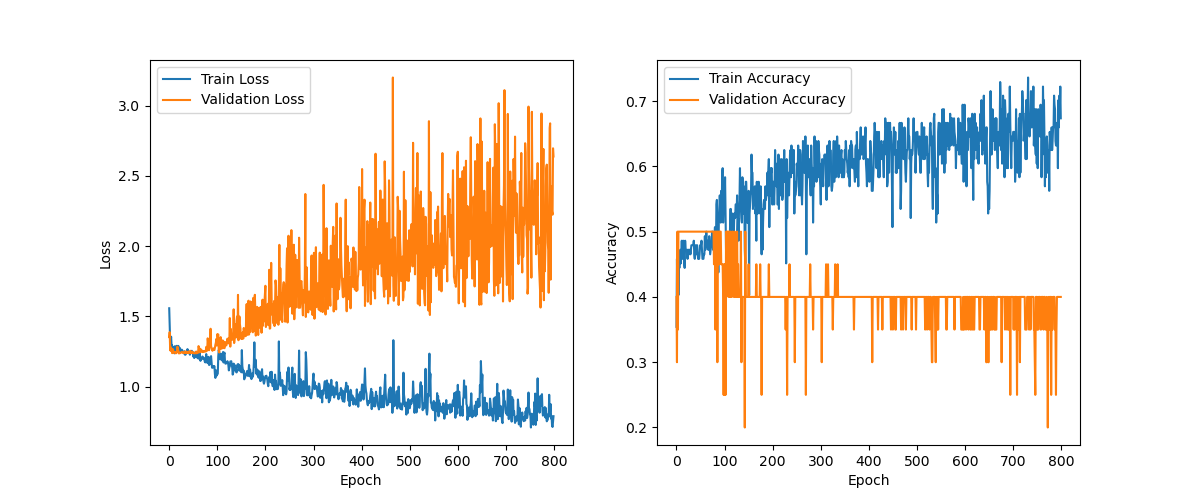 Train Loss
Validation Loss
3.0
2.5
2.0
1.5
1.0
Loss
0 100 200 300 400 500 600 700 800
Epoch
Train Accuracy
Validation Accuracy
0.7
0.6
0.5
0.4
0.3
0.2
Accuracy
0 100 200 300 400 500 600 700 800
Epoch